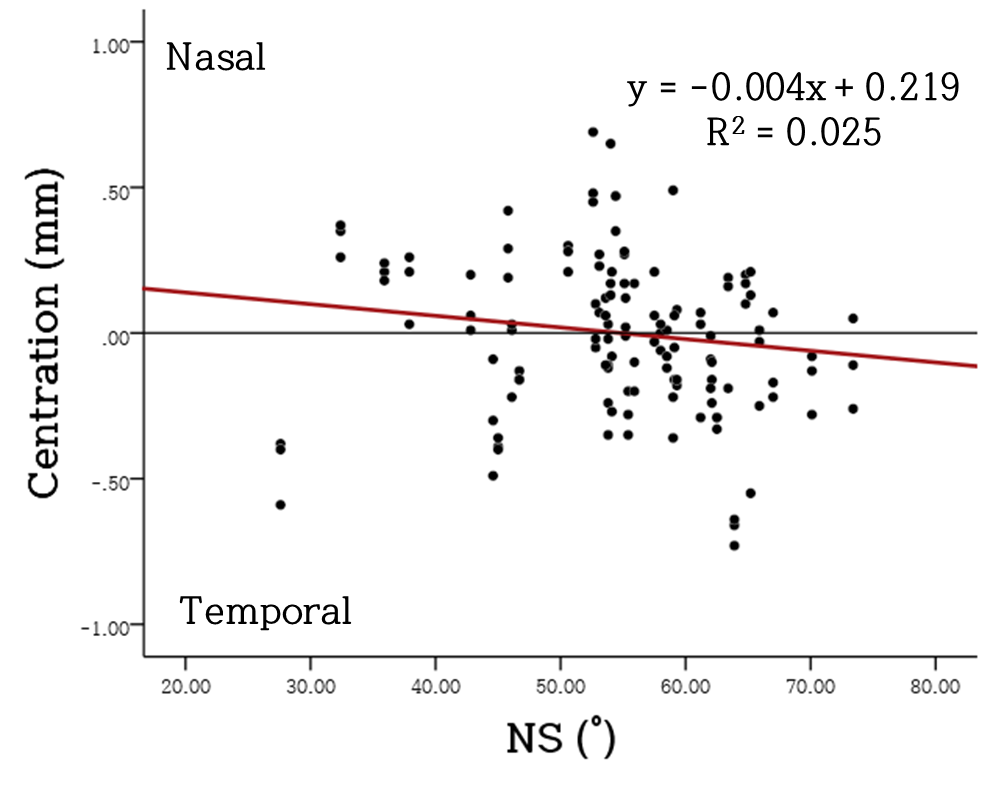 1.00
Nasal
y = -0.004x + 0.219
R² = 0.025
.50
Centration (mm)
.00
-.50
Temporal
-1.00
20.00 30.00 40.00 50.00 60.00 70.00 80.00
NS (°)